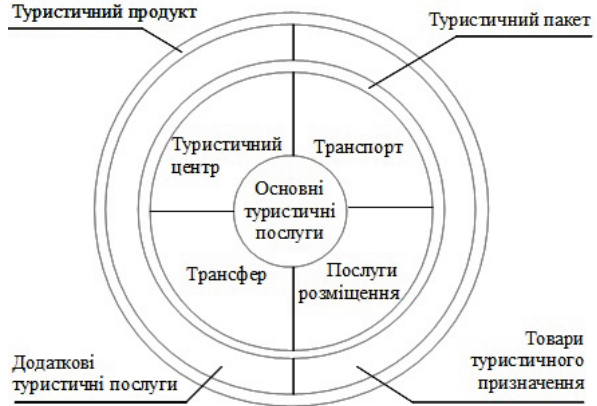 Туристичний продукт
Туристичний пакет
Туристичний
центр
Транспорт
Основні
туристичні
послуги
Трансфер
Послуги
розміщення
Додаткові
туристичні послуги
Товари
туристичного
призначення